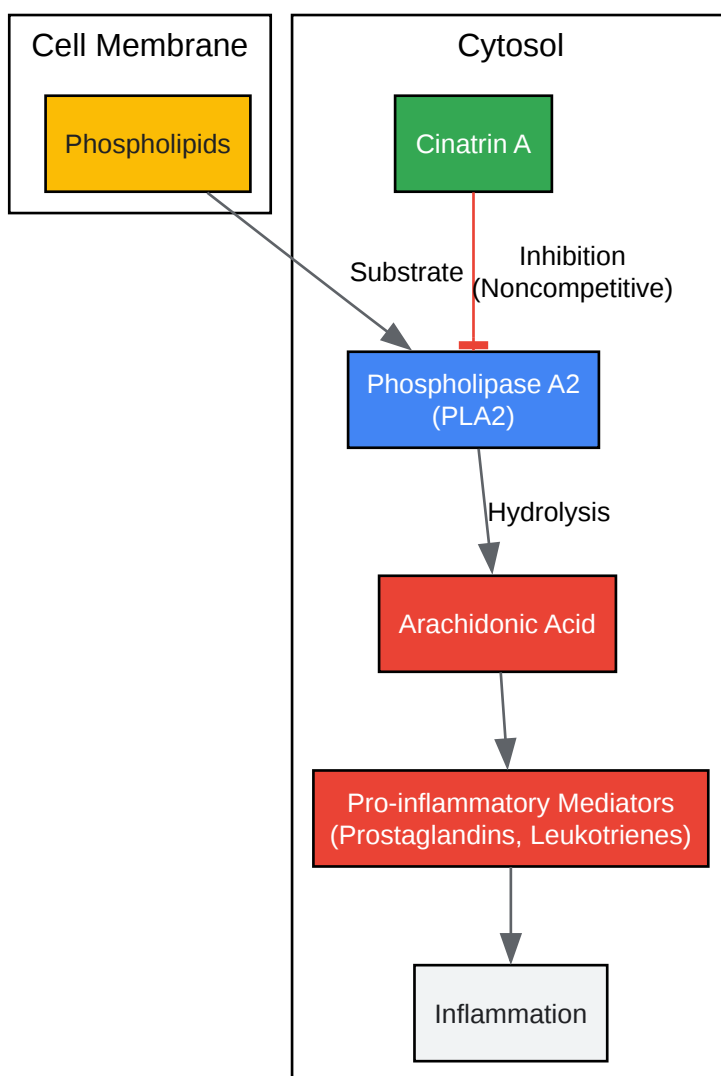 Cell Membrane
Cytosol
Phospholipids
Cinatrin A
Substrate
Inhibition
(Noncompetitive)
Phospholipase A2
(PLA2)
Hydrolysis
Arachidonic Acid
Pro-inflammatory Mediators
(Prostaglandins, Leukotrienes)
Inflammation